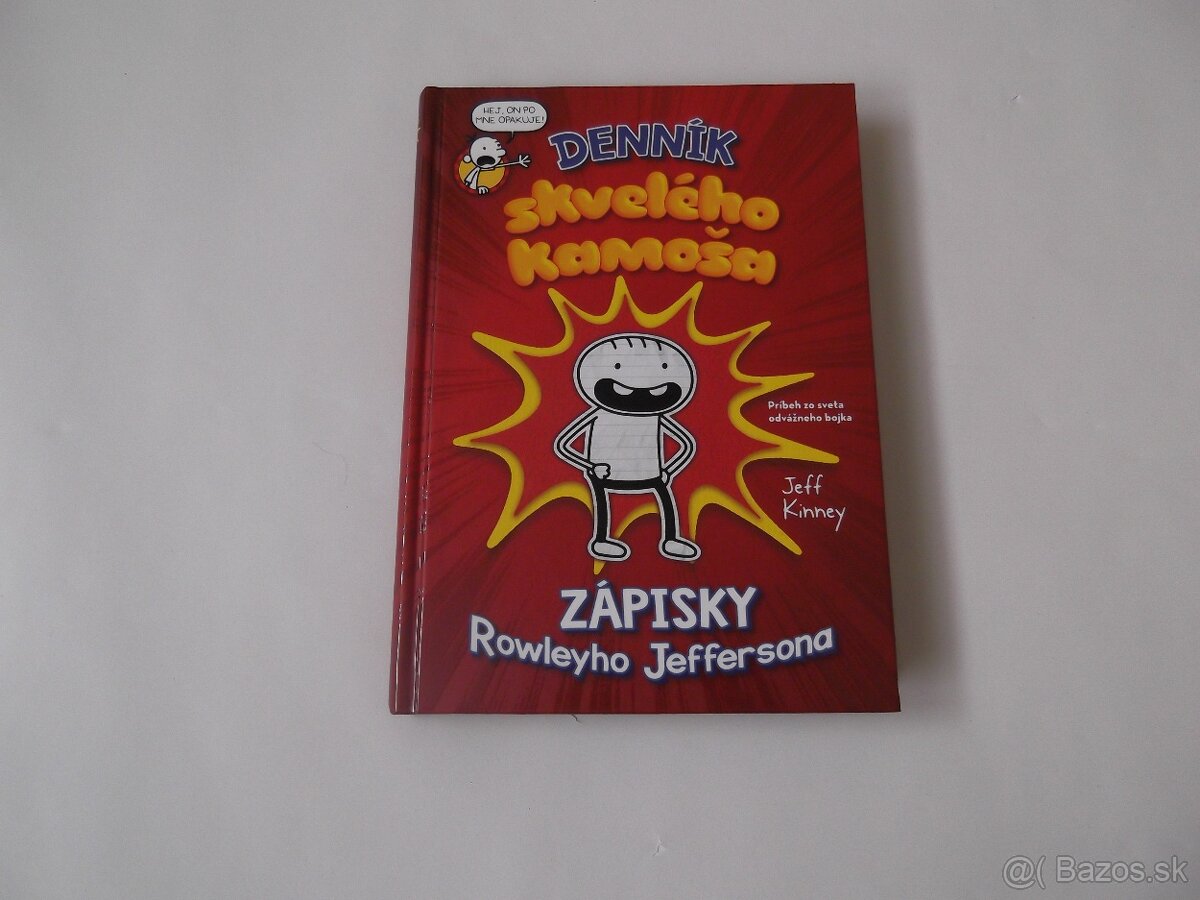 HEJ, ON PO
MNE OPAKUJE!
DENNÍK
skvelého
kamoša
Príbeh zo sveta
odvážneho bojka
Jeff
Kinney
ZÁPISKY
Rowleyho Jeffersona
@( Bazos.sk